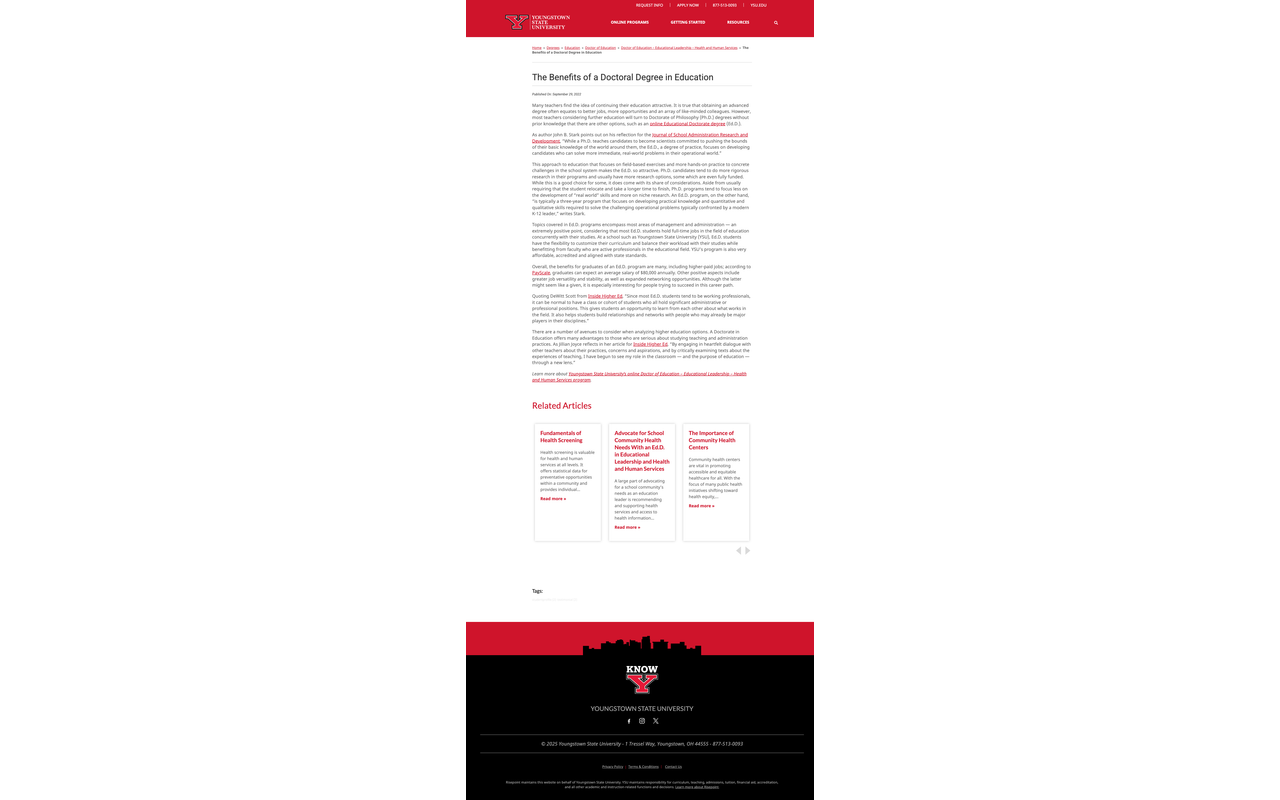 REQUEST INFO | APPLY NOW | 877-513-0093 | YSU.EDU
YOUNGSTOWN
STATE
UNIVERSITY
ONLINE PROGRAMS GETTING STARTED RESOURCES
Home » Degrees » Education » Doctor of Education » Doctor of Education – Educational Leadership – Health and Human Services » The
Benefits of a Doctoral Degree in Education
The Benefits of a Doctoral Degree in Education
Published On: September 29, 2022
Many teachers find the idea of continuing their education attractive. It is true that obtaining an advanced
degree often equates to better jobs, more opportunities and an array of like-minded colleagues. However,
most teachers considering further education will turn to Doctorate of Philosophy (Ph.D.) degrees without
prior knowledge that there are other options, such as an online Educational Doctorate degree (Ed.D.).
As author John B. Stark points out on his reflection for the Journal of School Administration Research and
Development, "While a Ph.D. teaches candidates to become scientists committed to pushing the bounds
of their basic knowledge of the world around them, the Ed.D., a degree of practice, focuses on developing
candidates who can solve more immediate, real-world problems in their operational world."
This approach to education that focuses on field-based exercises and more hands-on practice to concrete
challenges in the school system makes the Ed.D. so attractive. Ph.D. candidates tend to do more rigorous
research in their programs and usually have more research options, some which are even fully funded.
While this is a good choice for some, it does come with its share of considerations. Aside from usually
requiring that the student relocate and take a longer time to finish, Ph.D. programs tend to focus less on
the development of "real world" skills and more on niche research. An Ed.D. program, on the other hand,
"is typically a three-year program that focuses on developing practical knowledge and quantitative and
qualitative skills required to solve the challenging operational problems typically confronted by a modern
K-12 leader," writes Stark.
Topics covered in Ed.D. programs encompass most areas of management and administration — an
extremely positive point, considering that most Ed.D. students hold full-time jobs in the field of education
concurrently with their studies. At a school such as Youngstown State University (YSU), Ed.D. students
have the flexibility to customize their curriculum and balance their workload with their studies while
benefitting from faculty who are active professionals in the educational field. YSU's program is also very
affordable, accredited and aligned with state standards.
Overall, the benefits for graduates of an Ed.D. program are many, including higher-paid jobs; according to
PayScale, graduates can expect an average salary of $80,000 annually. Other positive aspects include
greater job versatility and stability, as well as expanded networking opportunities. Although the latter
might seem like a given, it is especially interesting for people trying to succeed in this career path.
Quoting DeWitt Scott from Inside Higher Ed, "Since most Ed.D. students tend to be working professionals,
it can be normal to have a class or cohort of students who all hold significant administrative or
professional positions. This gives students an opportunity to learn from each other about what works in
the field. It also helps students build relationships and networks with people who may already be major
players in their disciplines."
There are a number of avenues to consider when analyzing higher education options. A Doctorate in
Education offers many advantages to those who are serious about studying teaching and administration
practices. As Jillian Joyce reflects in her article for Inside Higher Ed, "By engaging in heartfelt dialogue with
other teachers about their practices, concerns and aspirations, and by critically examining texts about the
experiences of teaching, I have begun to see my role in the classroom — and the purpose of education —
through a new lens."
Learn more about Youngstown State University's online Doctor of Education – Educational Leadership – Health
and Human Services program.
Related Articles
Fundamentals of
Health Screening
Health screening is valuable
for health and human
services at all levels. It
offers statistical data for
preventative opportunities
within a community and
provides individual...
Read more »
Advocate for School
Community Health
Needs With an Ed.D.
in Educational
Leadership and Health
and Human Services
A large part of advocating
for a school community's
needs as an education
leader is recommending
and supporting health
services and access to
health information...
Read more »
The Importance of
Community Health
Centers
Community health centers
are vital in promoting
accessible and equitable
healthcare for all. With the
focus of many public health
initiatives shifting toward
health equity,...
Read more »
Tags:
KNOW
Y
YOUNGSTOWN STATE UNIVERSITY
© 2025 Youngstown State University - 1 Tressel Way, Youngstown, OH 44555 - 877-513-0093
Privacy Policy | Terms & Conditions | Contact Us
Risepoint maintains this website on behalf of Youngstown State University. YSU maintains responsibility for curriculum, teaching, admissions, tuition, financial aid, accreditation,
and all other academic and instruction-related functions and decisions. Learn more about Risepoint.